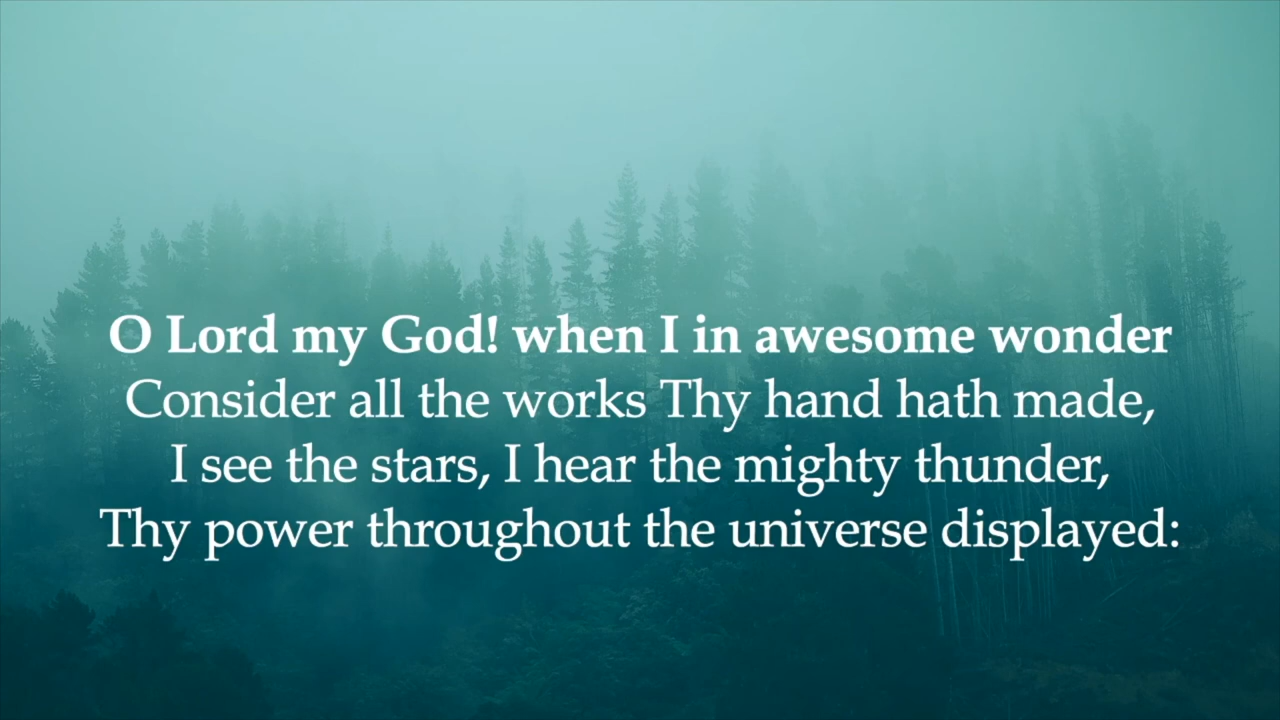 O Lord my God! when I in awesome wonder
Consider all the works Thy hand hath made,
I see the stars, I hear the mighty thunder,
Thy power throughout the universe displayed: